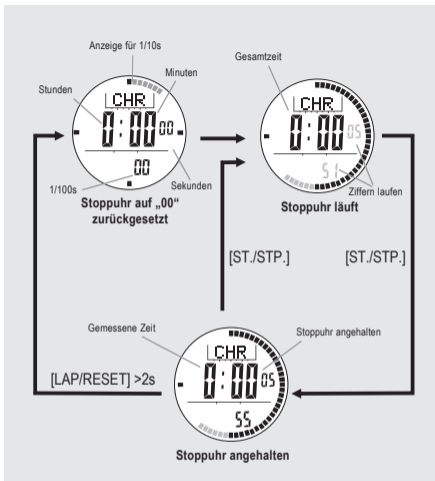 Anzeige für 1/10s
Minuten
Stunden
CHR
0:00 00
00
1/100s
Sekunden
Stoppuhr auf „00“
zurückgesetzt
Gesamtzeit
CHR
0:00 05
51
Ziffern laufen
Stoppuhr läuft
[ST./STP.]
[ST./STP.]
Gemessene Zeit
Stoppuhr angehalten
CHR
0:00 05
55
[LAP/RESET] >2s
Stoppuhr angehalten